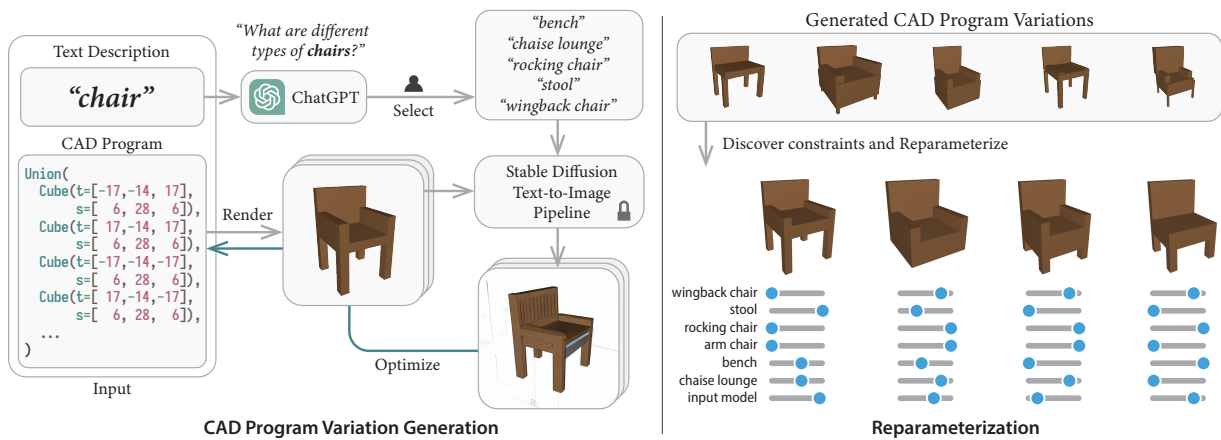 Text Description
“chair”
CAD Program
Union(
Cube(t=[-17,-14, 17],
s=[ 6, 28, 6]),
Cube(t=[ 17,-14, 17],
s=[ 6, 28, 6]),
Cube(t=[-17,-14,-17],
s=[ 6, 28, 6]),
Cube(t=[ 17,-14,-17],
s=[ 6, 28, 6]),
...
)
Input
“What are different
types of chairs?”
ChatGPT
Select
“bench”
“chaise lounge”
“rocking chair”
“stool”
“wingback chair”
Render
Stable Diffusion
Text-to-Image
Pipeline
Optimize
CAD Program Variation Generation
Generated CAD Program Variations
Discover constraints and Reparameterize
wingback chair
stool
rocking chair
arm chair
bench
chaise lounge
input model
Reparameterization